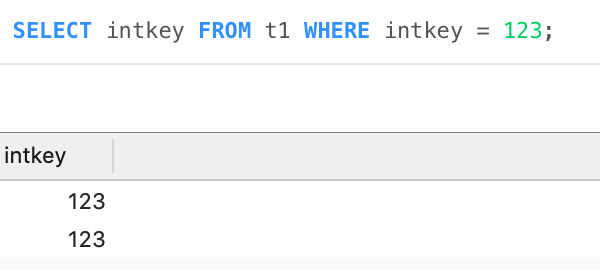 SELECT intkey FROM t1 WHERE intkey = 123;
intkey
123
123